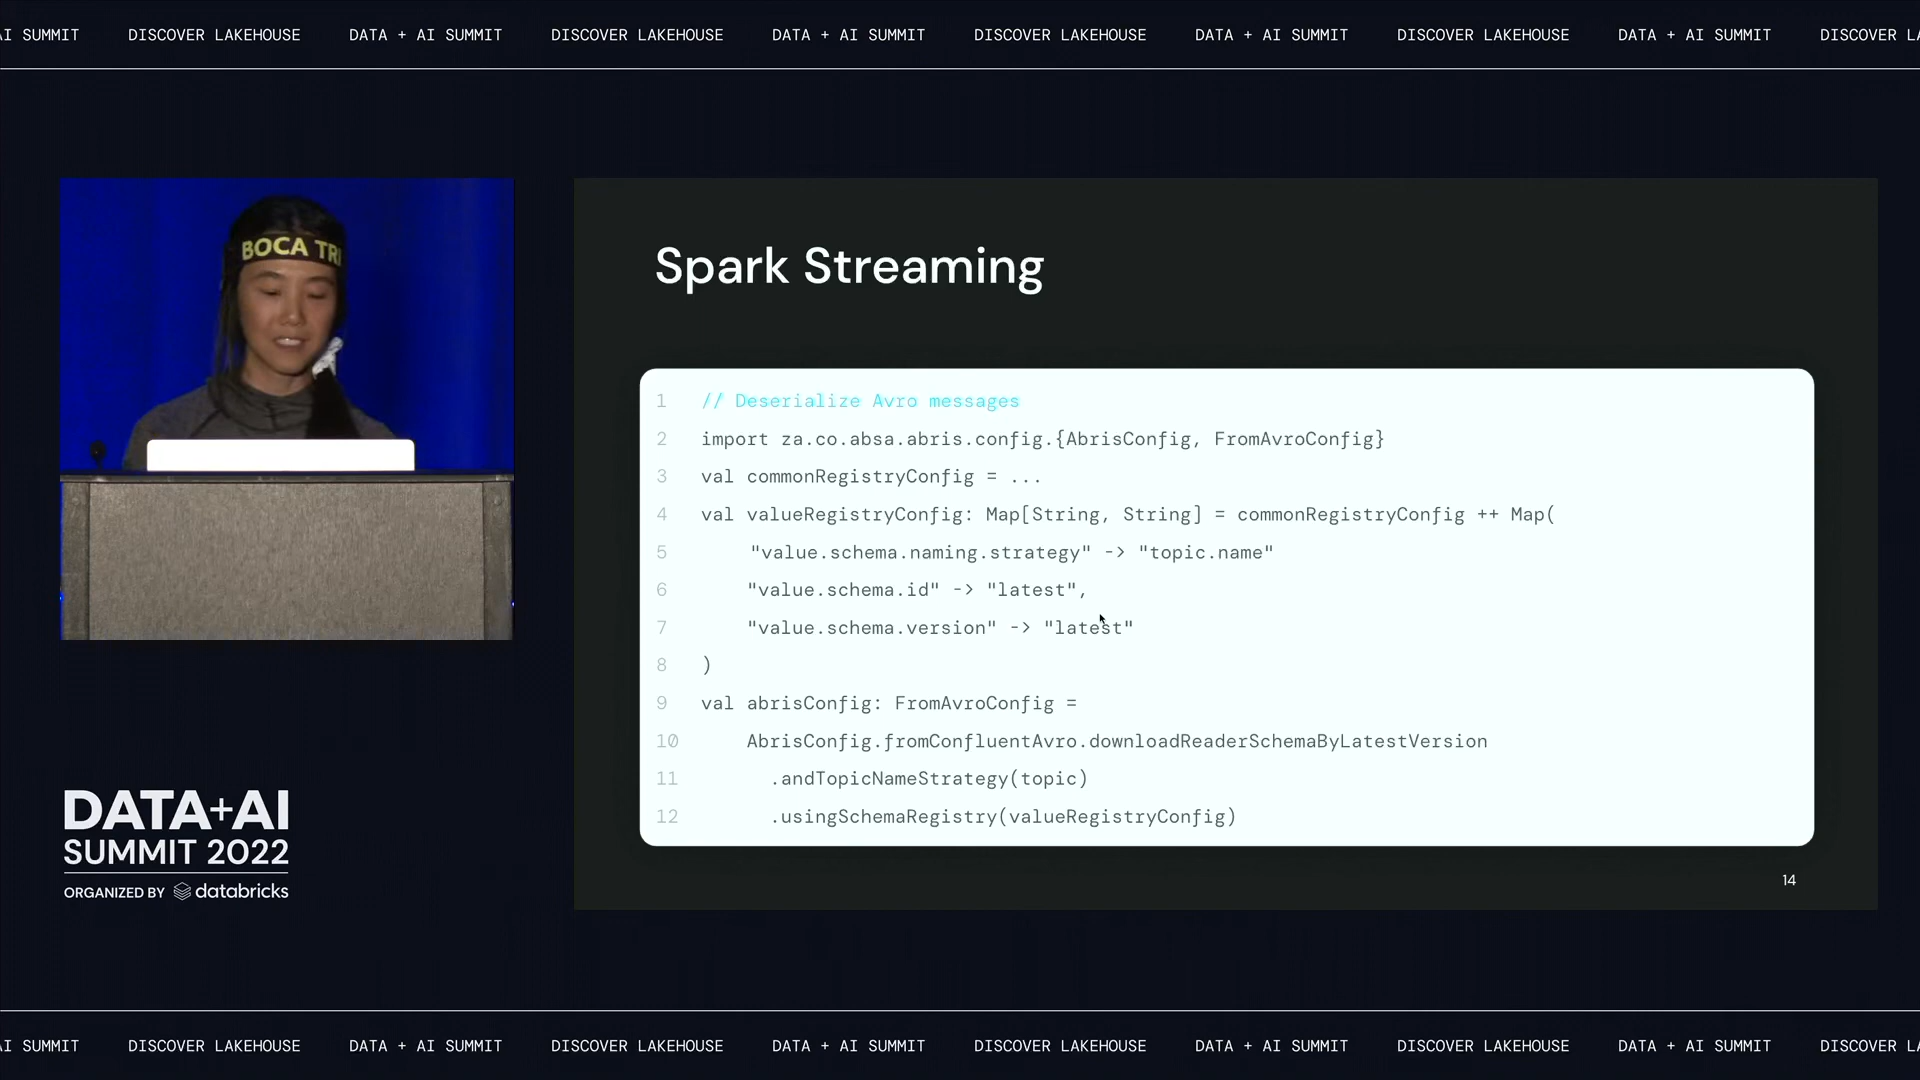 AI SUMMIT DISCOVER LAKEHOUSE DATA + AI SUMMIT DISCOVER LAKEHOUSE DATA + AI SUMMIT DISCOVER LAKEHOUSE DATA + AI SUMMIT DISCOVER LAKEHOUSE DATA + AI SUMMIT DISCOVER
BOCA
Spark Streaming
1 // Deserialize Avro messages
2 import za.co.absa.abris.config.{AbrisConfig, FromAvroConfig}
3 val commonRegistryConfig = ...
4 val valueRegistryConfig: Map[String, String] = commonRegistryConfig ++ Map(
5 "value.schema.naming.strategy" -> "topic.name"
6 "value.schema.id" -> "latest",
7 "value.schema.version" -> "latest"
8 )
9 val abrisConfig: FromAvroConfig =
10 AbrisConfig.fromConfluentAvro.downloadReaderSchemaByLatestVersion
11 .andTopicNameStrategy(topic)
12 .usingSchemaRegistry(valueRegistryConfig)
14
DATA+AI
SUMMIT 2022
ORGANIZED BY databricks
AI SUMMIT DISCOVER LAKEHOUSE DATA + AI SUMMIT DISCOVER LAKEHOUSE DATA + AI SUMMIT DISCOVER LAKEHOUSE DATA + AI SUMMIT DISCOVER LAKEHOUSE DATA + AI SUMMIT DISCOVER